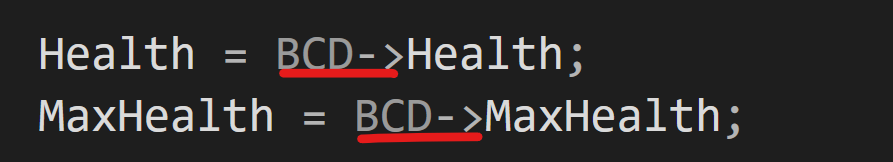 Health = BCD->Health;
MaxHealth = BCD->MaxHealth;